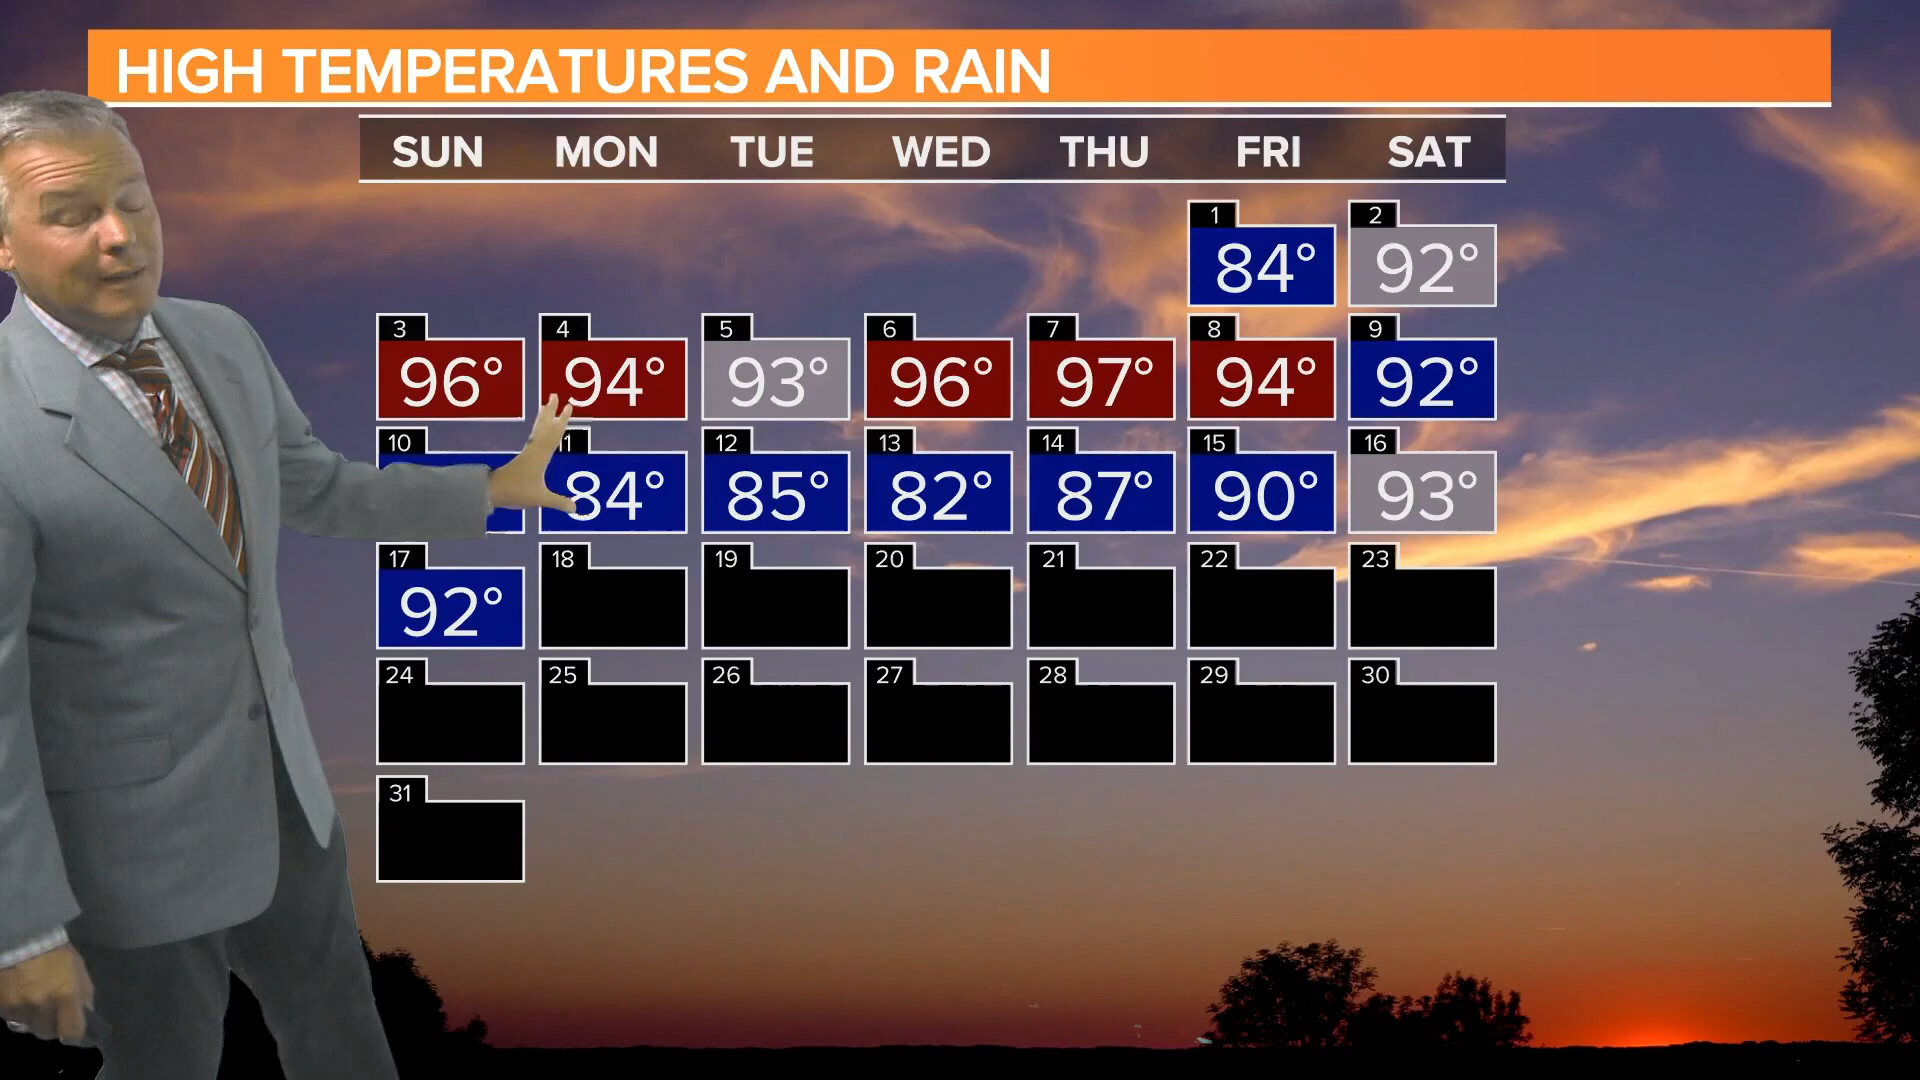 HIGH TEMPERATURES AND RAIN
SUN MON TUE WED THU FRI SAT
1 2
84° 92°
3 4 5 6 7 8 9
96° 94° 93° 96° 97° 94° 92°
10 11 12 13 14 15 16
84° 85° 82° 87° 90° 93°
17 18 19 20 21 22 23
92°
24 25 26 27 28 29 30
31